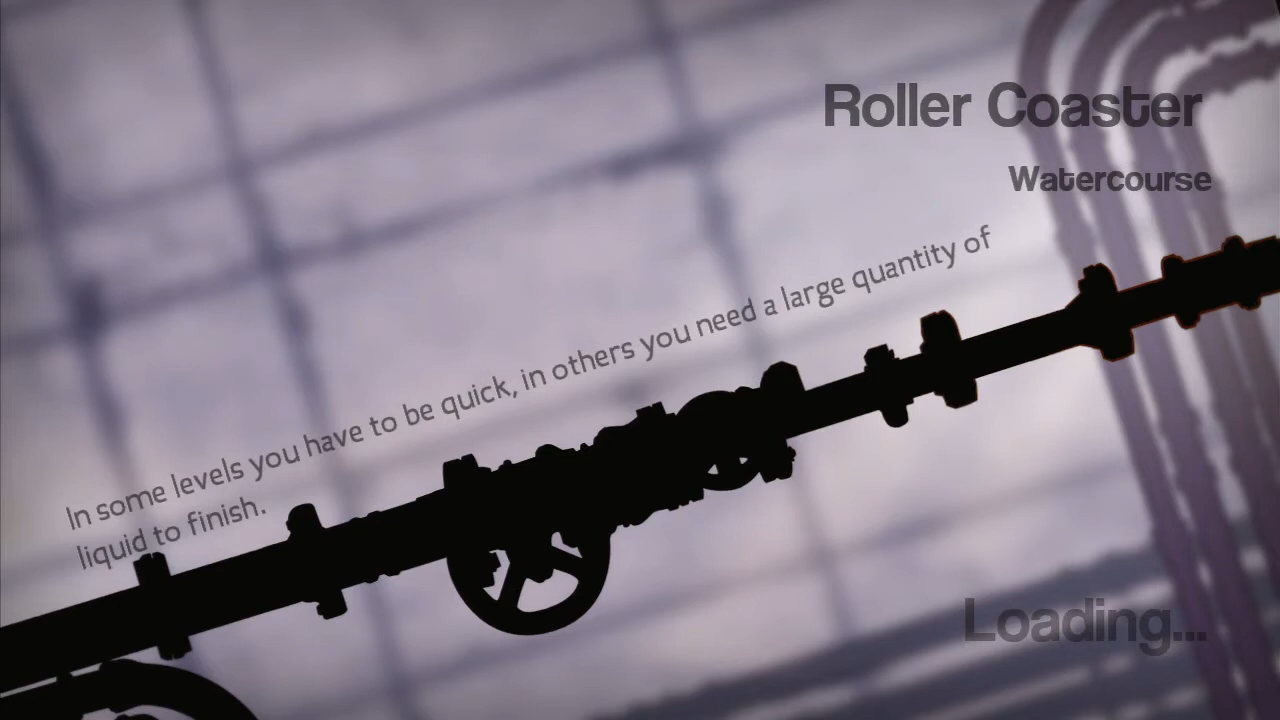 Roller Coaster
Watercourse
In some levels you have to be quick, in others you need a large quantity of
liquid to finish.
Loading...